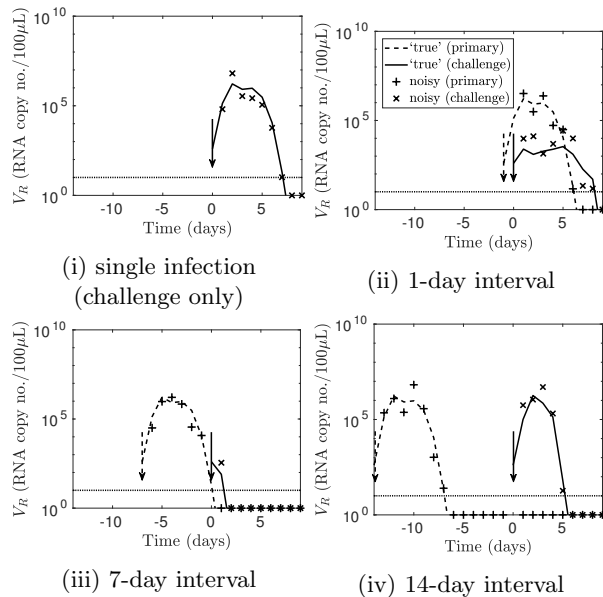 10^10
10^5
10^0
V_R (RNA copy no./100μL)
-10 -5 0 5
Time (days)
(i) single infection
(challenge only)
10^10
10^5
10^0
V_R (RNA copy no./100μL)
'true' (primary)
'true' (challenge)
noisy (primary)
noisy (challenge)
-10 -5 0 5
Time (days)
(ii) 1-day interval
10^10
10^5
10^0
V_R (RNA copy no./100μL)
-10 -5 0 5
Time (days)
(iii) 7-day interval
10^10
10^5
10^0
V_R (RNA copy no./100μL)
-10 -5 0 5
Time (days)
(iv) 14-day interval